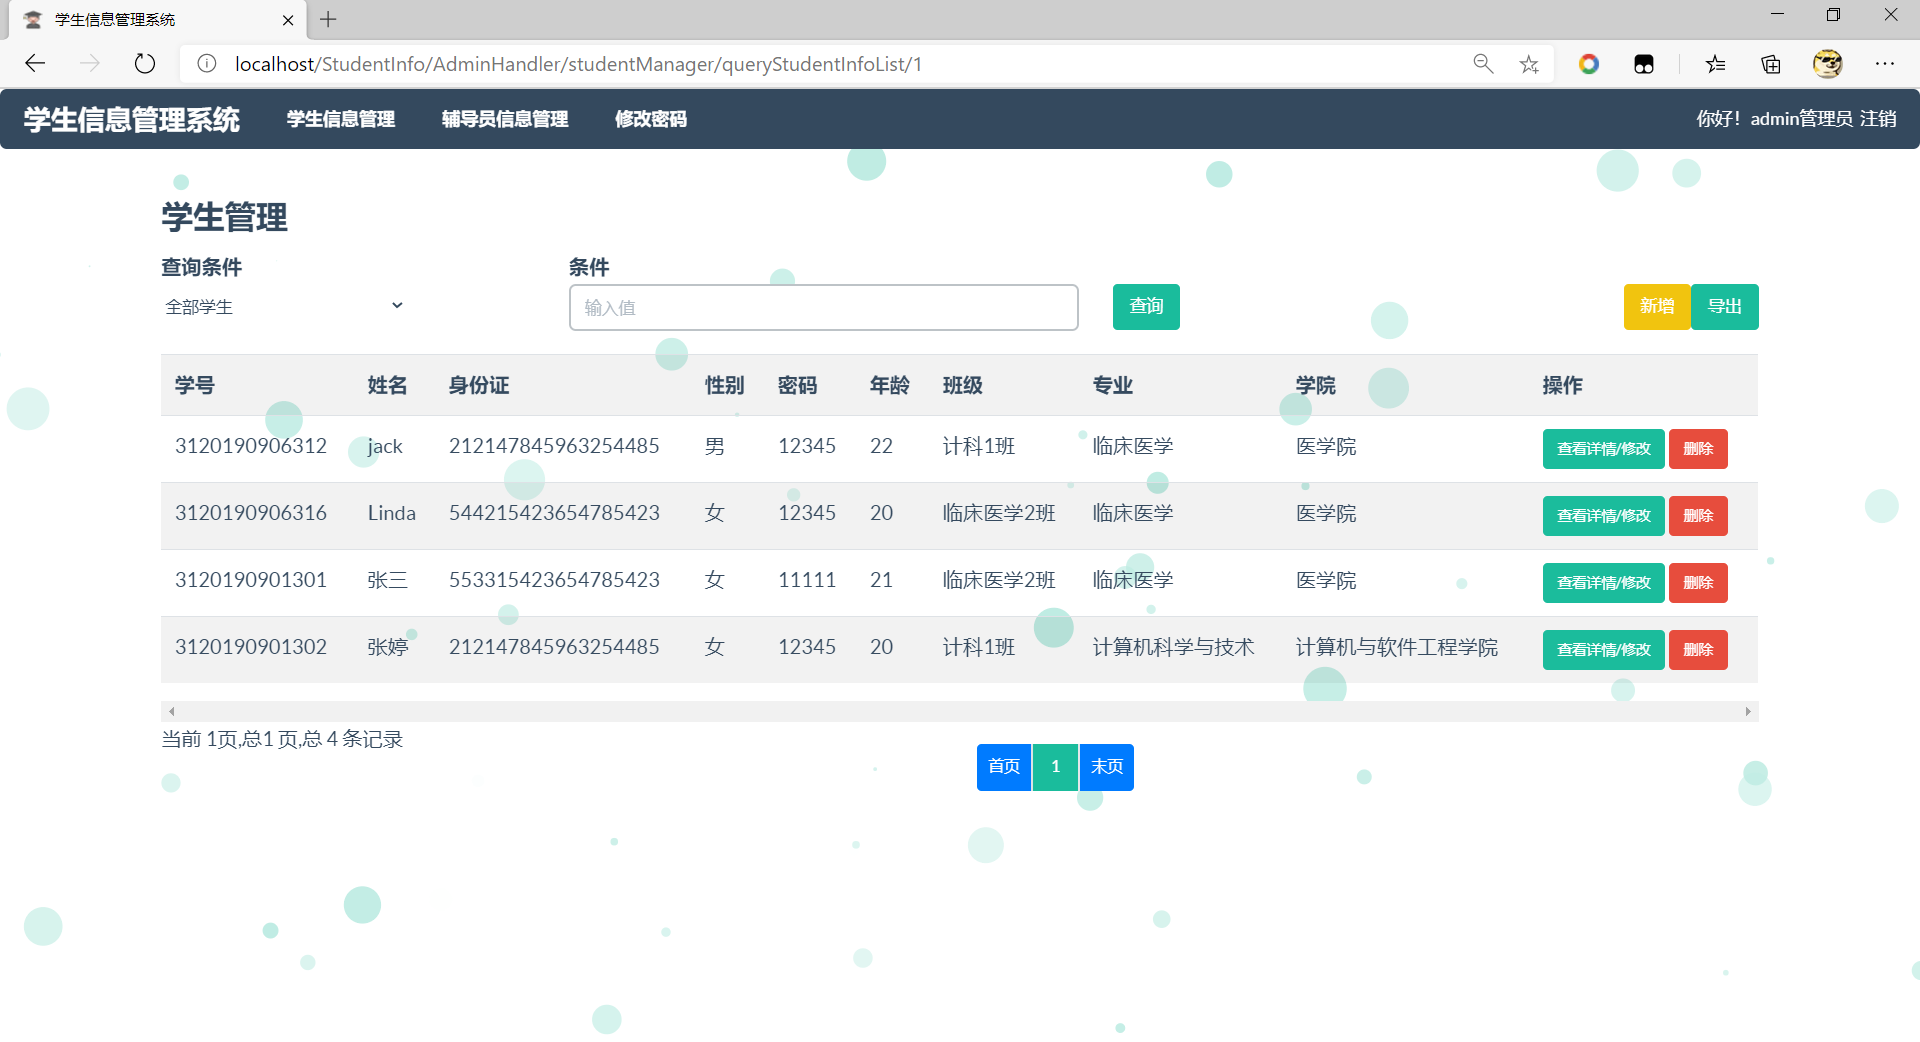 学生信息管理系统
localhost/StudentInfo/AdminHandler/studentManager/queryStudentInfoList/1
学生信息管理系统 学生信息管理 辅导员信息管理 修改密码 你好！admin管理员 注销
学生管理
查询条件 条件
全部学生 输入值 查询 新增 导出
学号 姓名 身份证 性别 密码 年龄 班级 专业 学院 操作
3120190906312 jack 212147845963254485 男 12345 22 计科1班 临床医学 医学院 查看详情/修改 删除
3120190906316 Linda 544215423654785423 女 12345 20 临床医学2班 临床医学 医学院 查看详情/修改 删除
3120190901301 张三 553315423654785423 女 11111 21 临床医学2班 临床医学 医学院 查看详情/修改 删除
3120190901302 张婷 212147845963254485 女 12345 20 计科1班 计算机科学与技术 计算机与软件工程学院 查看详情/修改 删除
当前 1页,总1 页,总 4 条记录
首页 1 末页